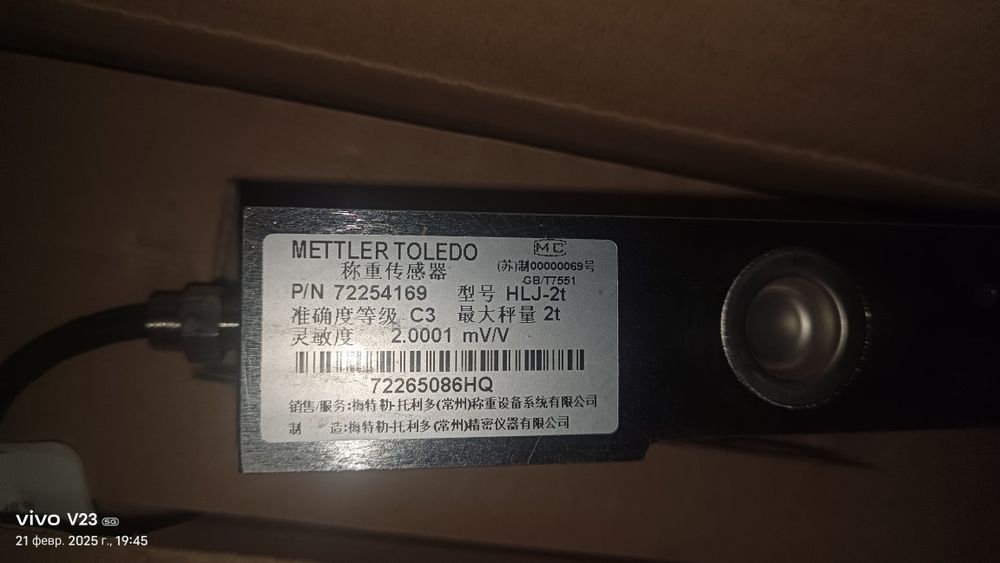 METTLER TOLEDO
MC
称重传感器
(苏)制00000069号
GB/T7551
P/N 72254169 型号 HLJ-2t
准确度等级 C3 最大秤量 2t
灵敏度 2.0001 mV/V
72265086HQ
销售/服务:梅特勒-托利多(常州)称重设备系统有限公司
制 造:梅特勒-托利多(常州)精密仪器有限公司
vivo V23 5G
21 февр. 2025 г., 19:45